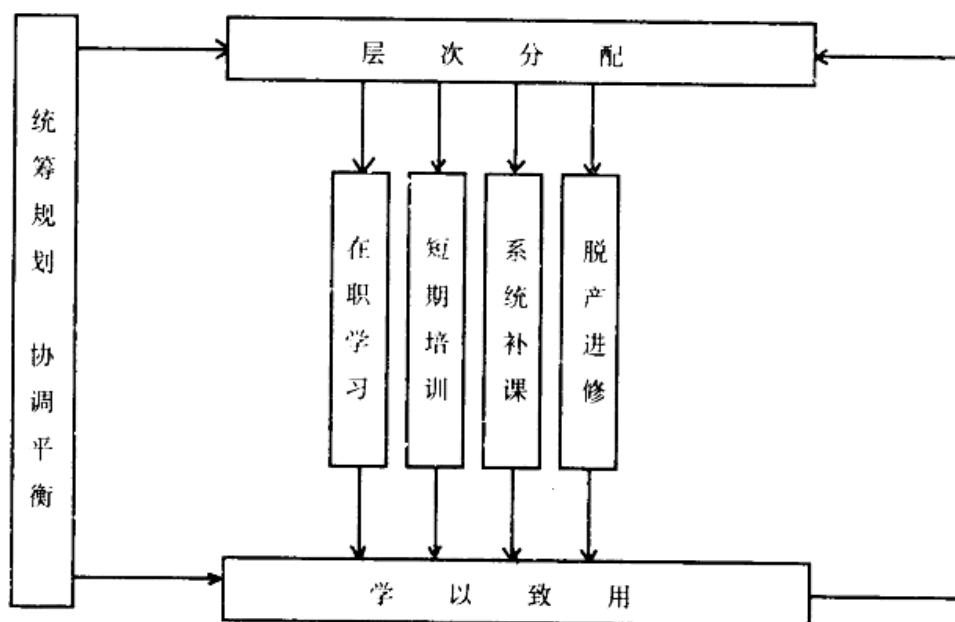 层次分配
统筹规划 协调平衡
在职学习
短期培训
系统补课
脱产进修
学以致用